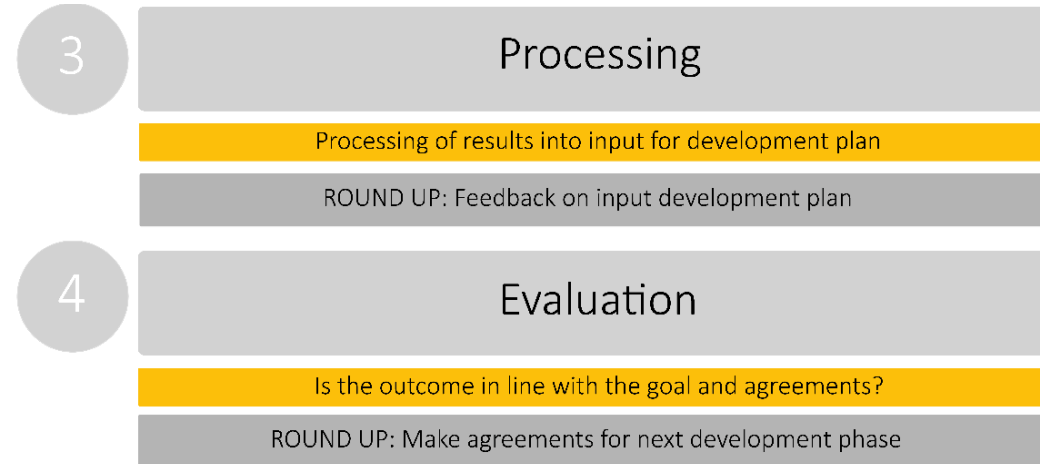 3
Processing
Processing of results into input for development plan
ROUND UP: Feedback on input development plan
4
Evaluation
Is the outcome in line with the goal and agreements?
ROUND UP: Make agreements for next development phase